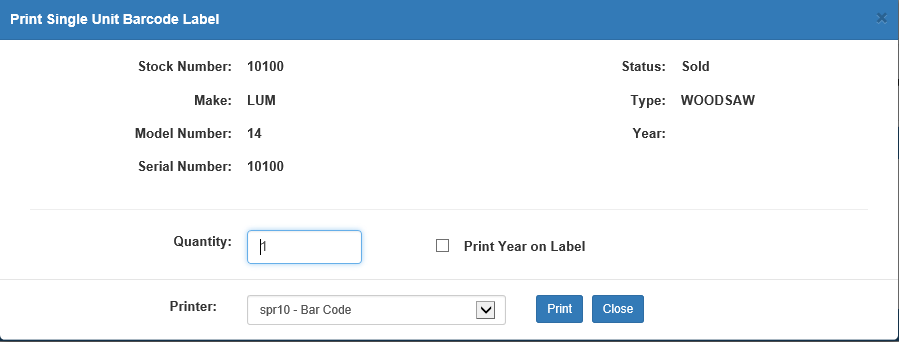 Print Single Unit Barcode Label ×
Stock Number: 10100 Status: Sold
Make: LUM Type: WOODSAW
Model Number: 14 Year:
Serial Number: 10100
Quantity: 1 Print Year on Label
Printer: spr10 - Bar Code Print Close